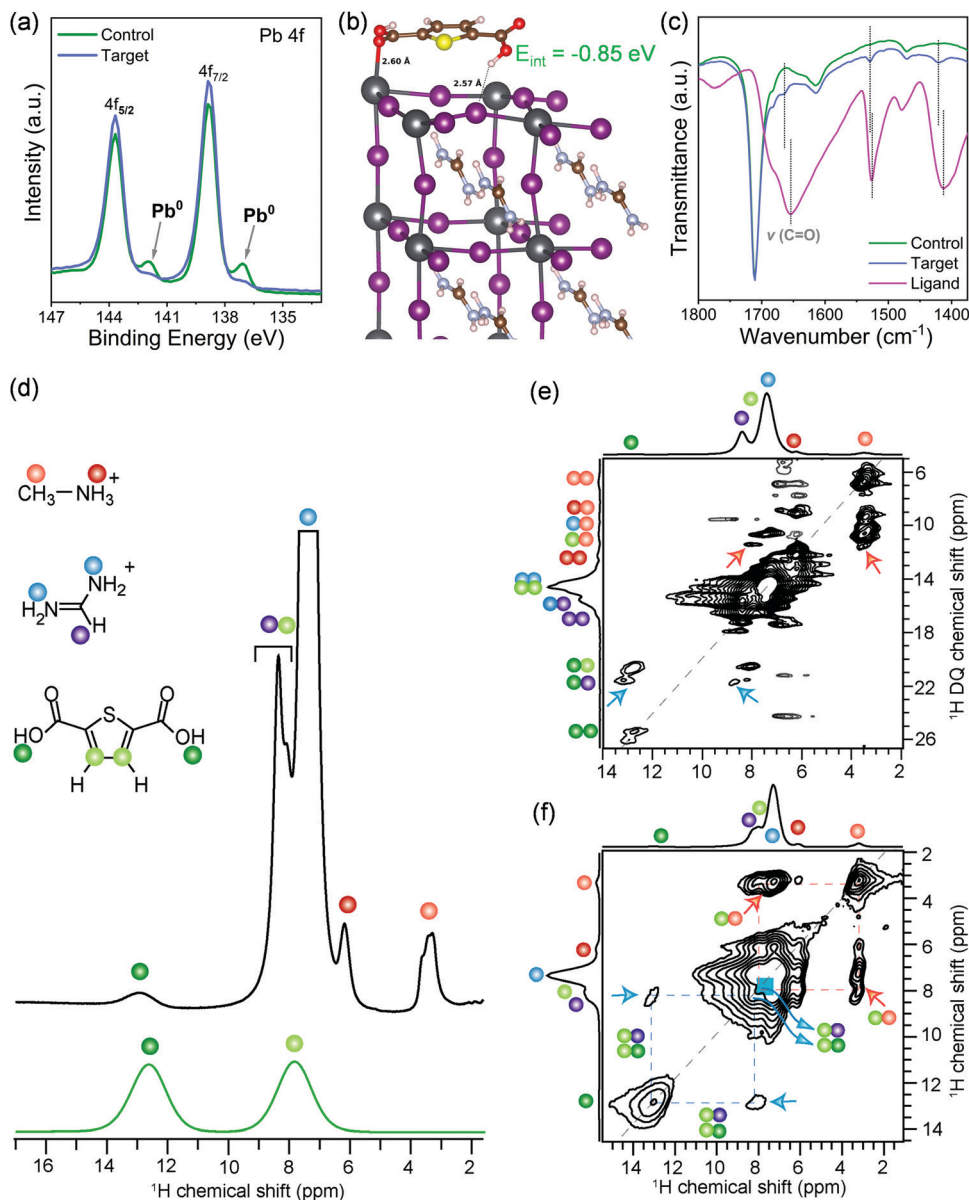 (a)
Control
Target
Pb 4f
4f5/2
4f7/2
Pb0
Pb0
Intensity (a.u.)
147 144 141 138 135
Binding Energy (eV)
(b)
Eint = -0.85 eV
2.60 Å
2.57 Å
(c)
Transmittance (a.u.)
ν (C=O)
Control
Target
Ligand
1800 1700 1600 1500 1400
Wavenumber (cm-1)
(d)
CH3–NH3+
NH2
+
H2N
H
O
S
O
HO
OH
H
H
17 16 14 12 10 8 6 4 2
1H chemical shift (ppm)
(e)
6
10
14
18
22
26
1H DQ chemical shift (ppm)
14 12 10 8 6 4 2
(f)
2
4
6
8
10
12
14
1H chemical shift (ppm)
14 12 10 8 6 4 2
1H chemical shift (ppm)